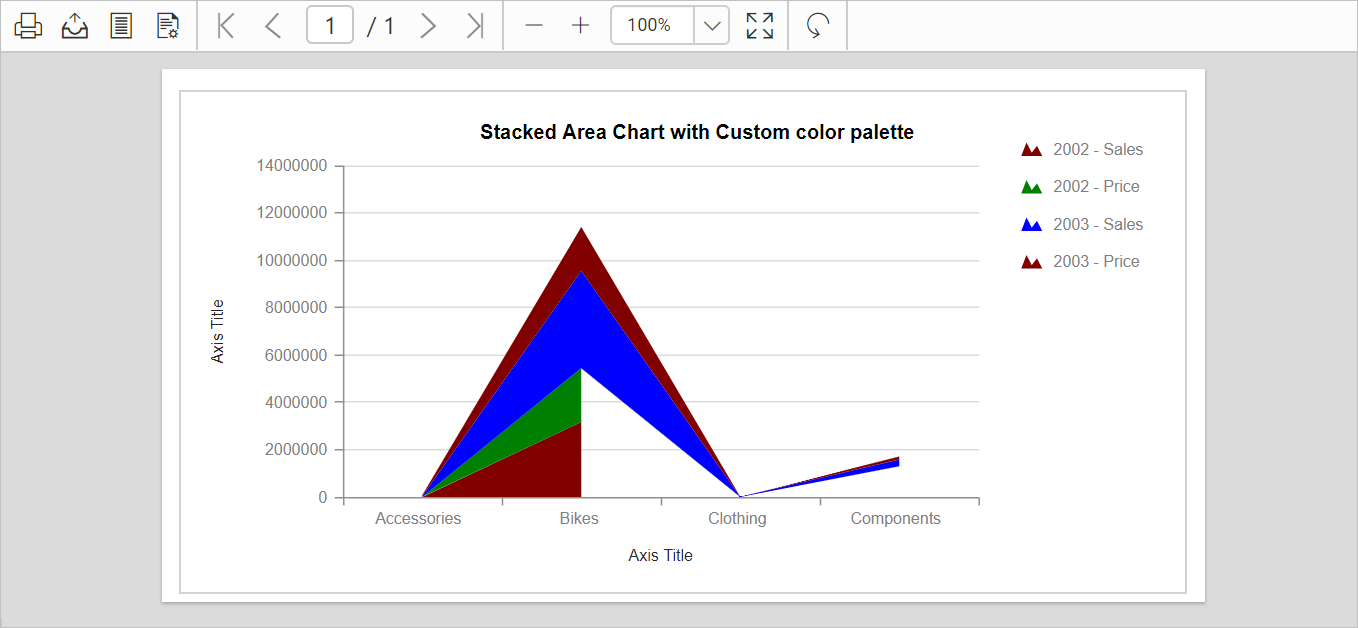 1 / 1 100%
Stacked Area Chart with Custom color palette
2002 - Sales
2002 - Price
2003 - Sales
2003 - Price
Axis Title
14000000
12000000
10000000
8000000
6000000
4000000
2000000
0
Accessories Bikes Clothing Components
Axis Title